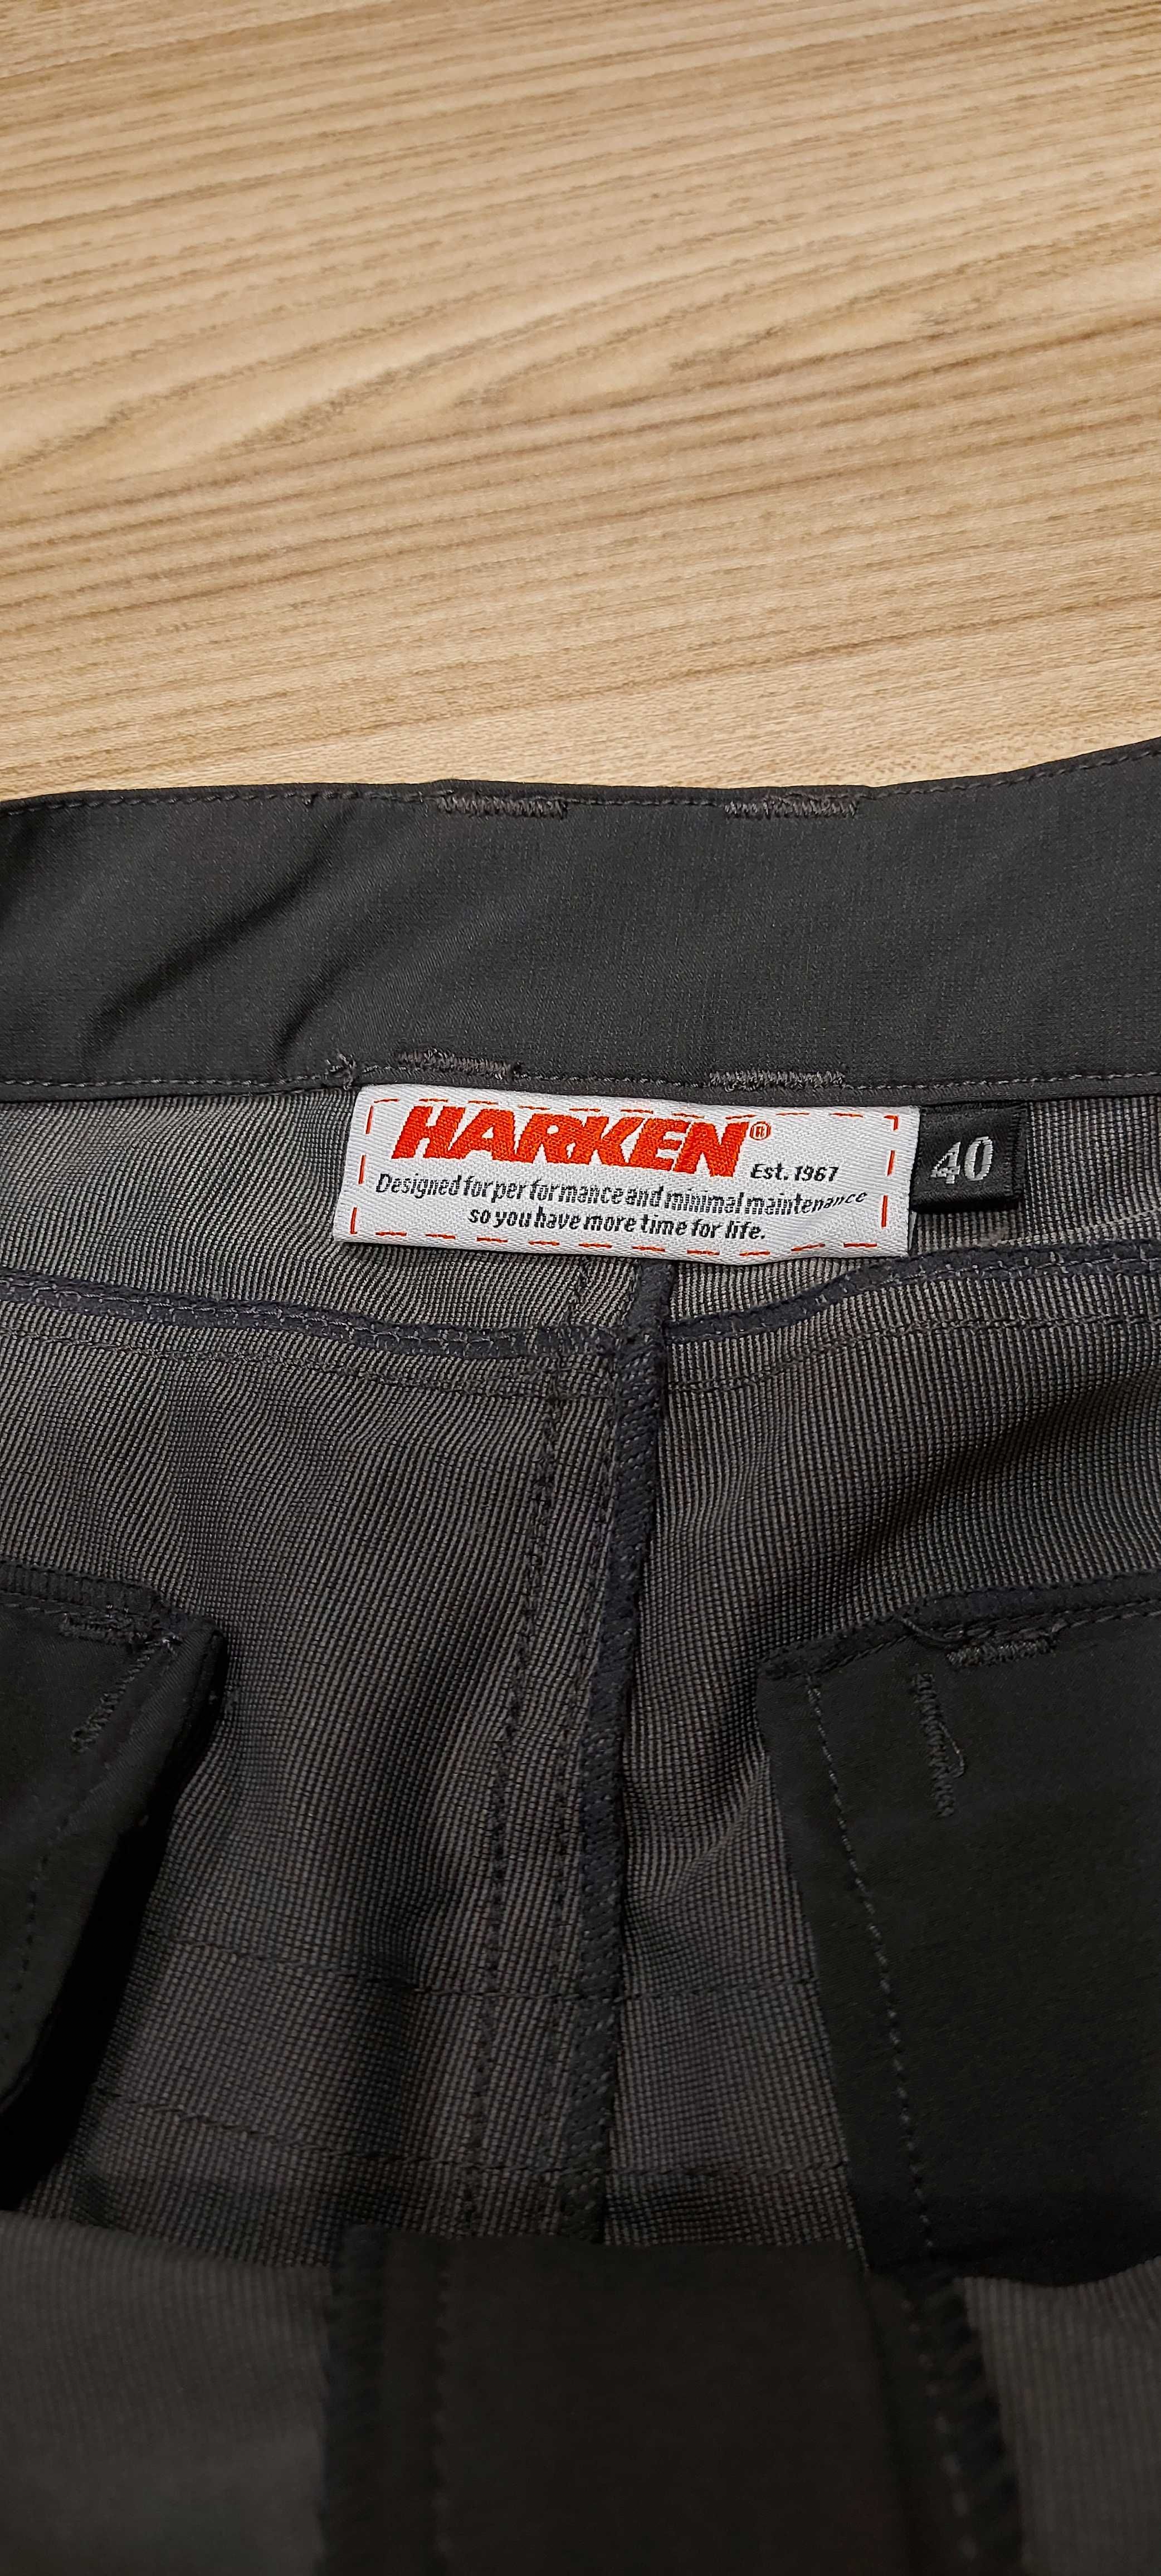 HARKEN®
Est. 1967
40
Designed for performance and minimal maintenance
so you have more time for life.